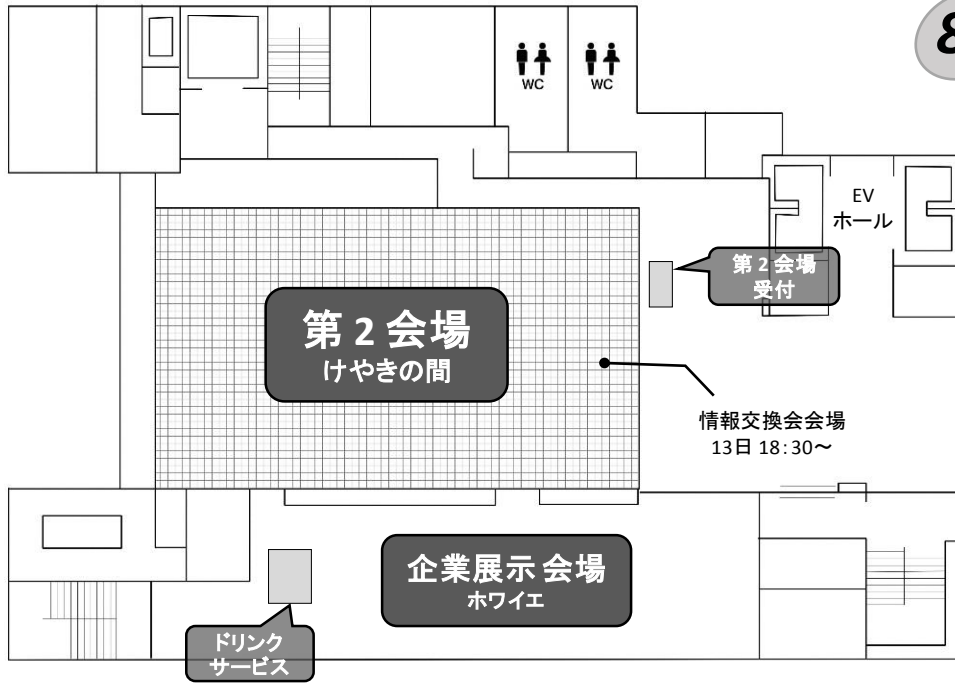 8
WC
WC
EV
ホール
第2会場
受付
第2会場
けやきの間
情報交換会会場
13日 18:30～
企業展示会場
ホワイエ
ドリンク
サービス